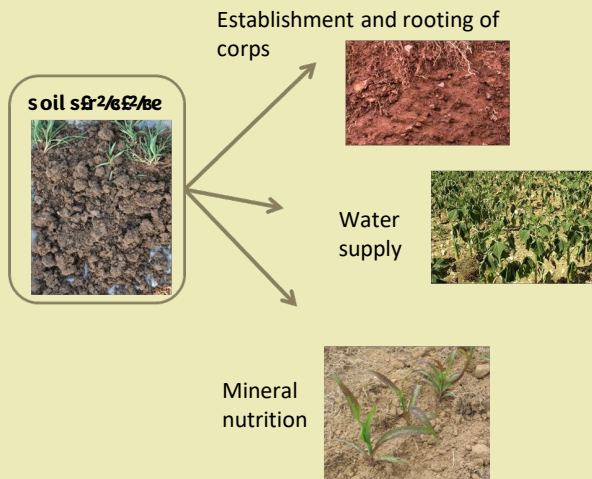 Establishment and rooting of
corps
soil
Water
supply
Mineral
nutrition